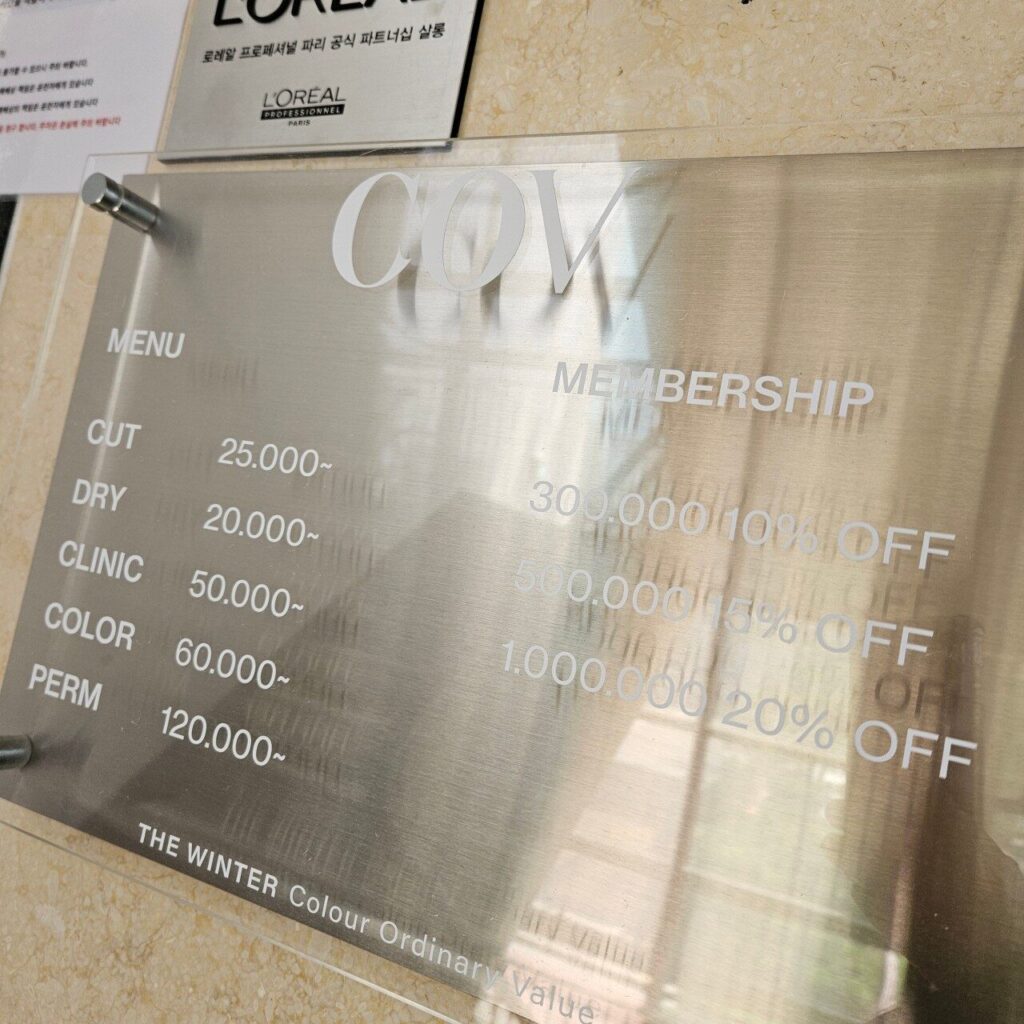 L'ORÉAL
로레알 프로페셔널 파리 공식 파트너십 살롱
L'ORÉAL
PROFESSIONNEL
PARIS
COV
MENU
MEMBERSHIP
CUT 25.000~
DRY 20.000~
CLINIC 50.000~
COLOR 60.000~
PERM 120.000~
300.000 10% OFF
500.000 15% OFF
1.000.000 20% OFF
THE WINTER Colour Ordinary Value